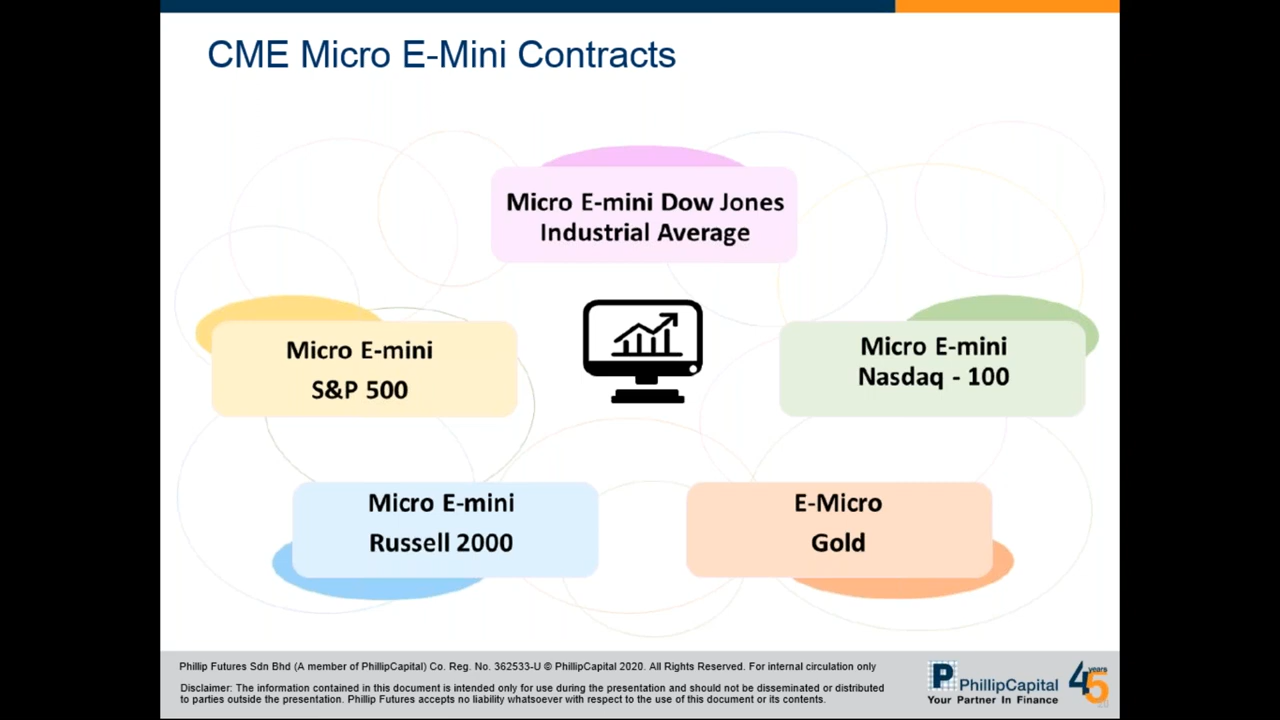 CME Micro E-Mini Contracts
Micro E-mini Dow Jones
Industrial Average
Micro E-mini
S&P 500
Micro E-mini
Nasdaq - 100
Micro E-mini
Russell 2000
E-Micro
Gold
Phillip Futures Sdn Bhd (A member of PhillipCapital) Co. Reg. No. 362533-U © PhillipCapital 2020. All Rights Reserved. For internal circulation only
Disclaimer: The information contained in this document is intended only for use during the presentation and should not be disseminated or distributed
to parties outside the presentation. Phillip Futures accepts no liability whatsoever with respect to the use of this document or its contents.
P PhillipCapital
Your Partner In Finance
45 years